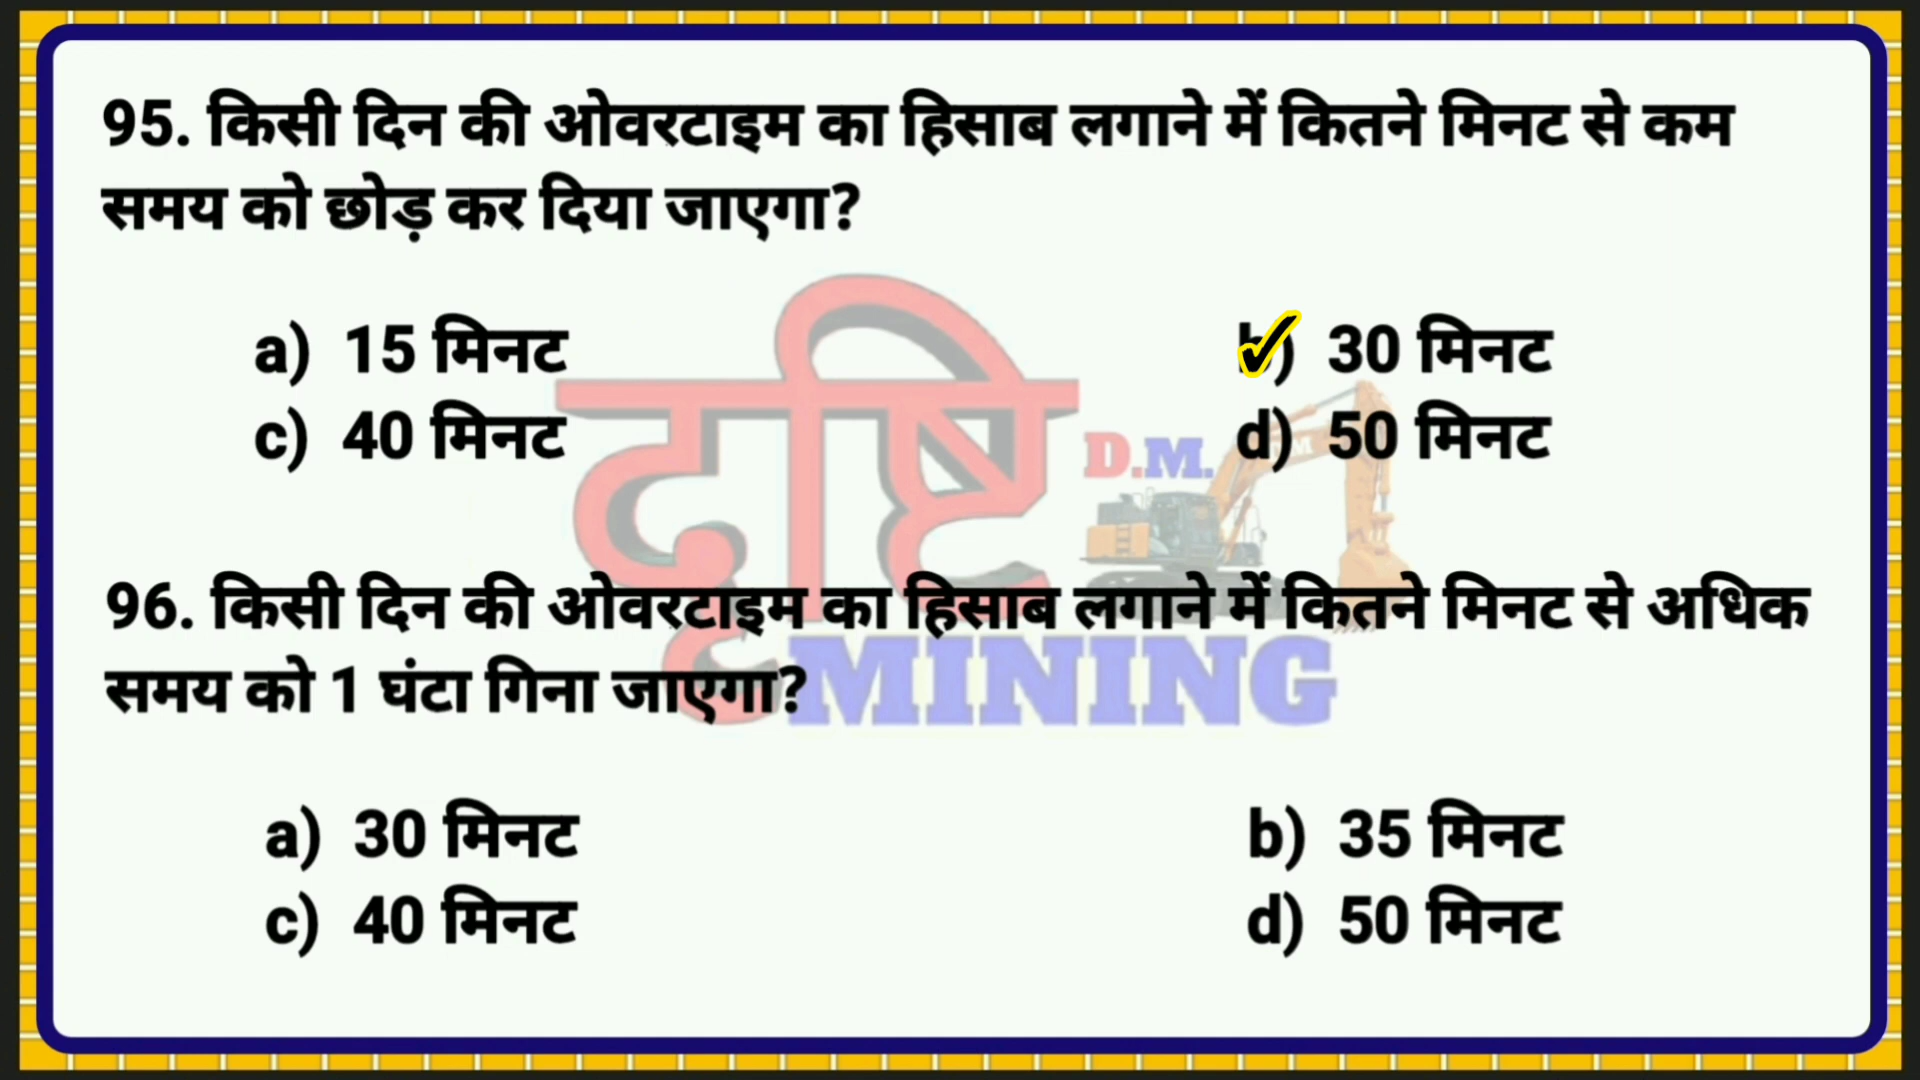 95. किसी दिन की ओवरटाइम का हिसाब लगाने में कितने मिनट से कम
समय को छोड़ कर दिया जाएगा?
a) 15 मिनट b) 30 मिनट
c) 40 मिनट d) 50 मिनट
दृष्टि
D.M.
MINING
96. किसी दिन की ओवरटाइम का हिसाब लगाने में कितने मिनट से अधिक
समय को 1 घंटा गिना जाएगा?
a) 30 मिनट b) 35 मिनट
c) 40 मिनट d) 50 मिनट